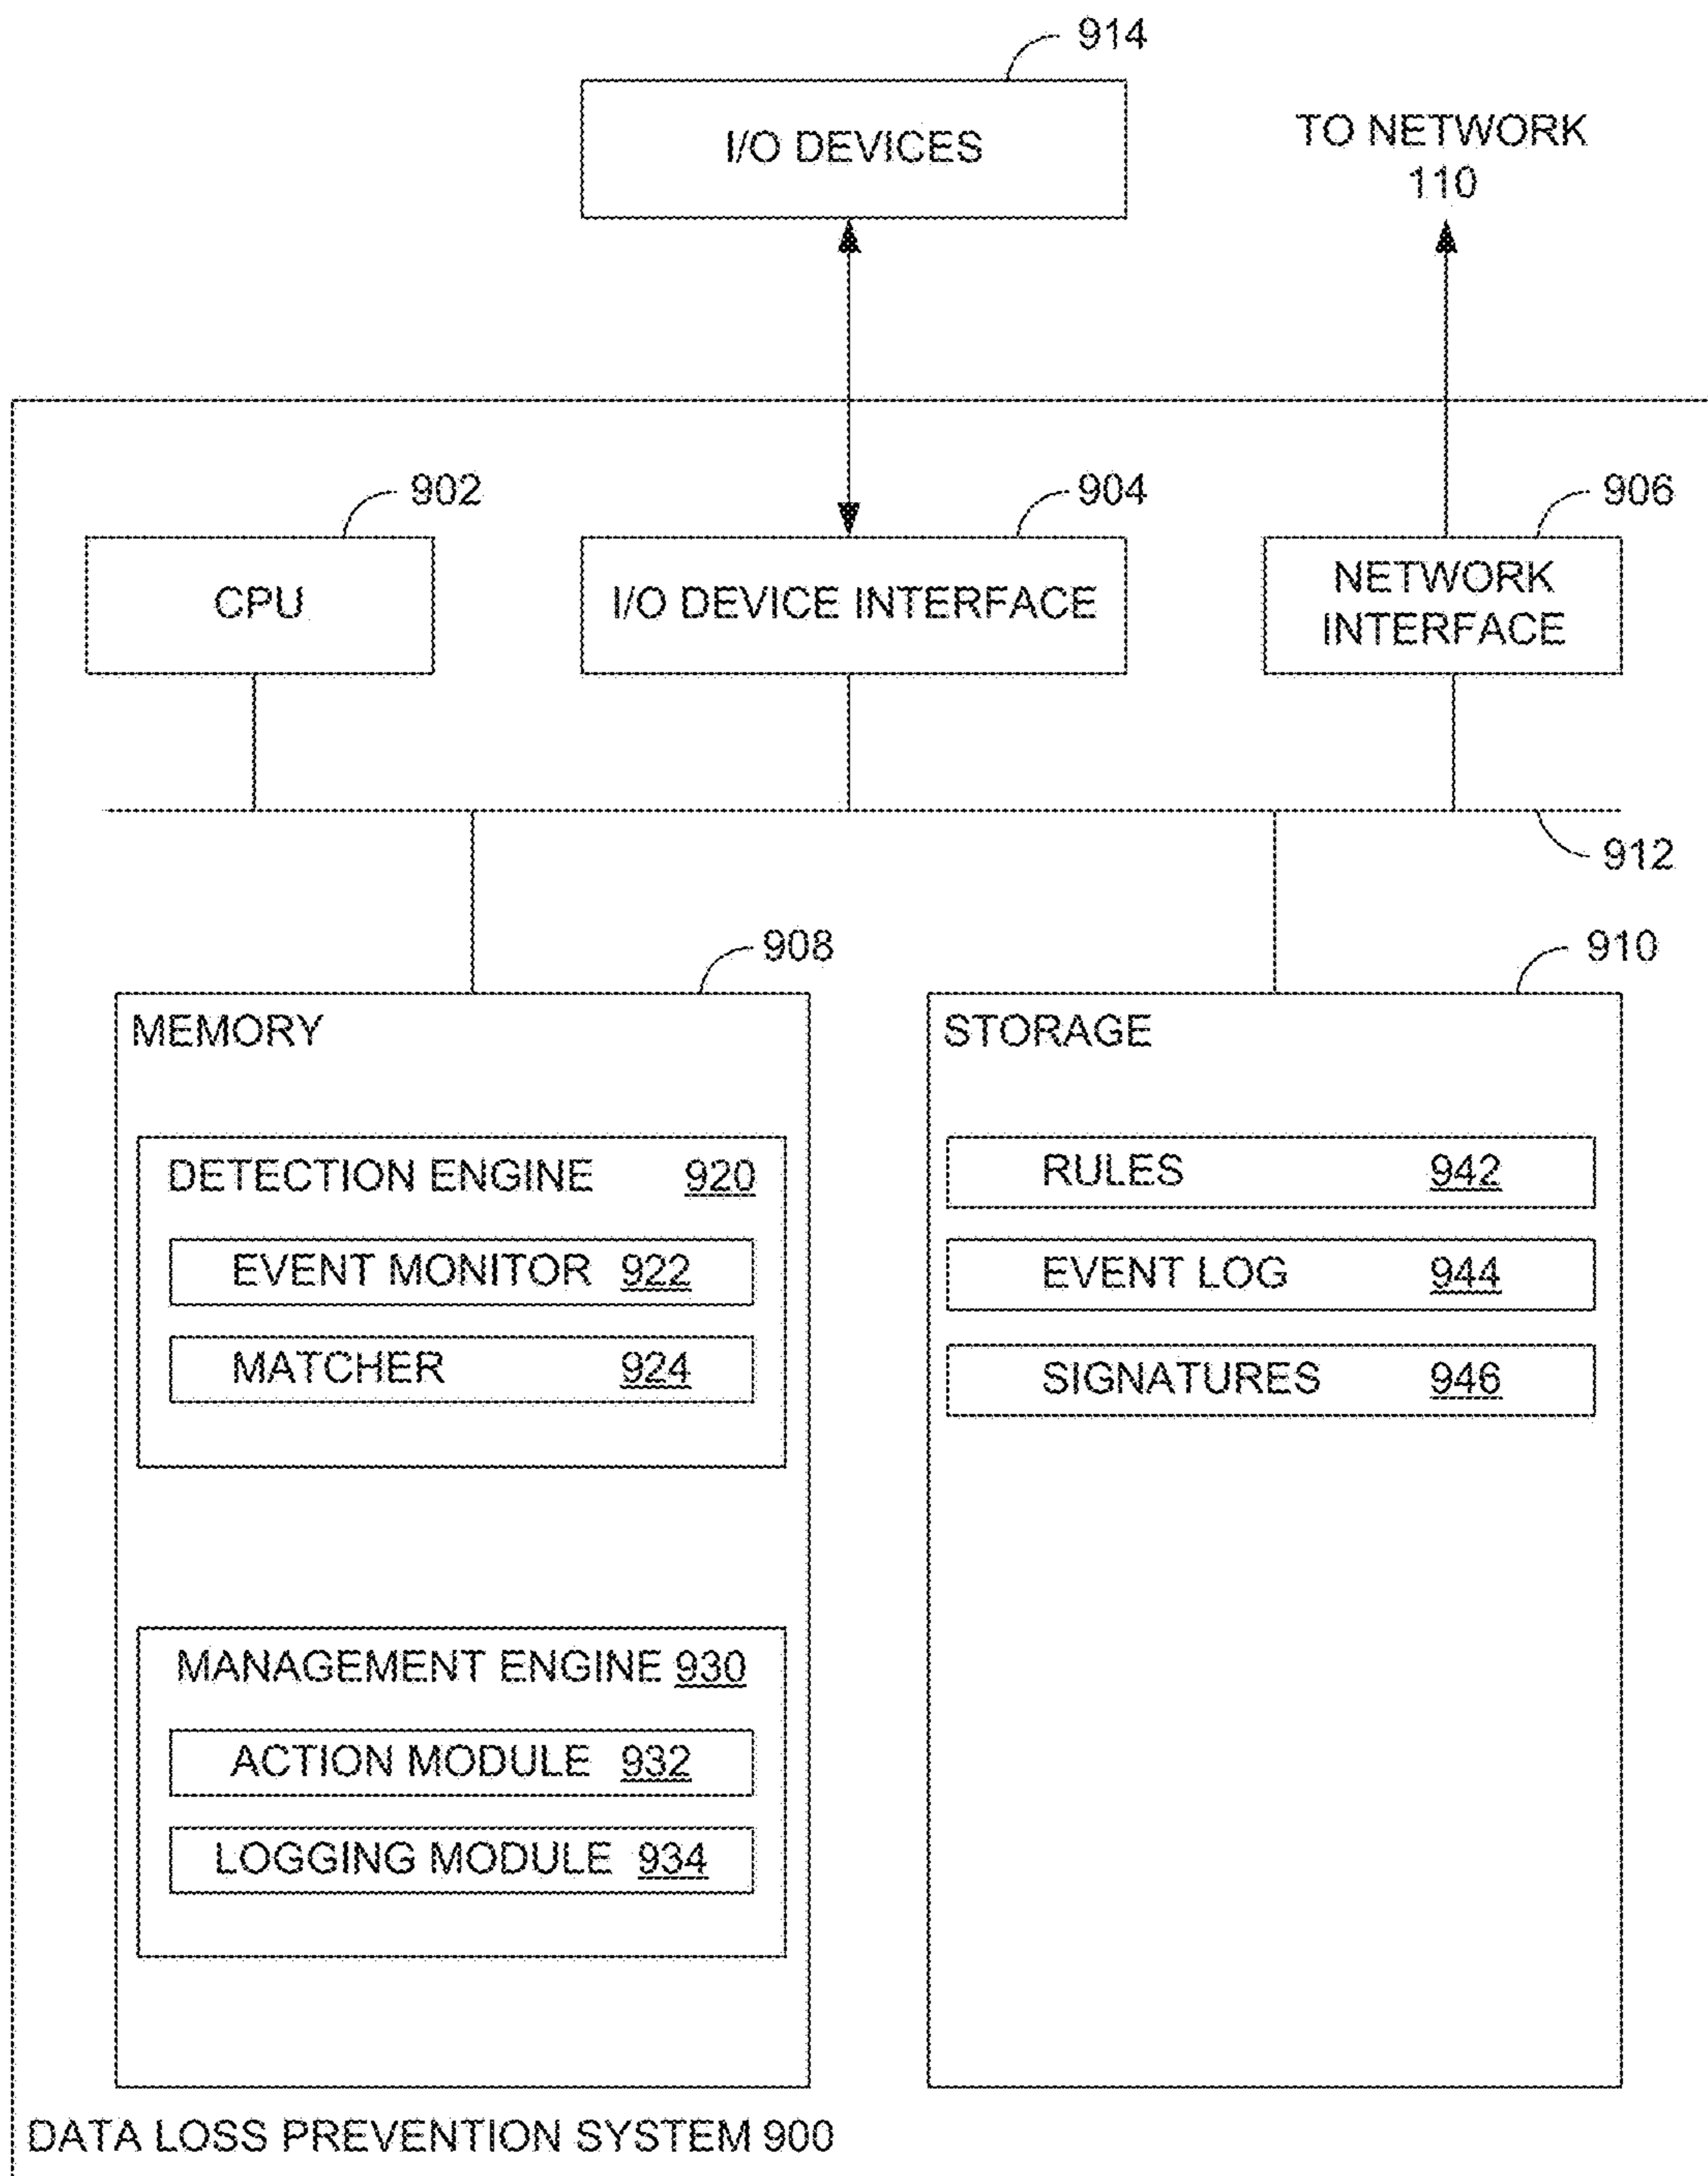 914
I/O DEVICES
TO NETWORK
110
902
904
906
CPU
I/O DEVICE INTERFACE
NETWORK
INTERFACE
912
908
910
MEMORY
STORAGE
DETECTION ENGINE 920
EVENT MONITOR 922
MATCHER 924
RULES 942
EVENT LOG 944
SIGNATURES 946
MANAGEMENT ENGINE 930
ACTION MODULE 932
LOGGING MODULE 934
DATA LOSS PREVENTION SYSTEM 900